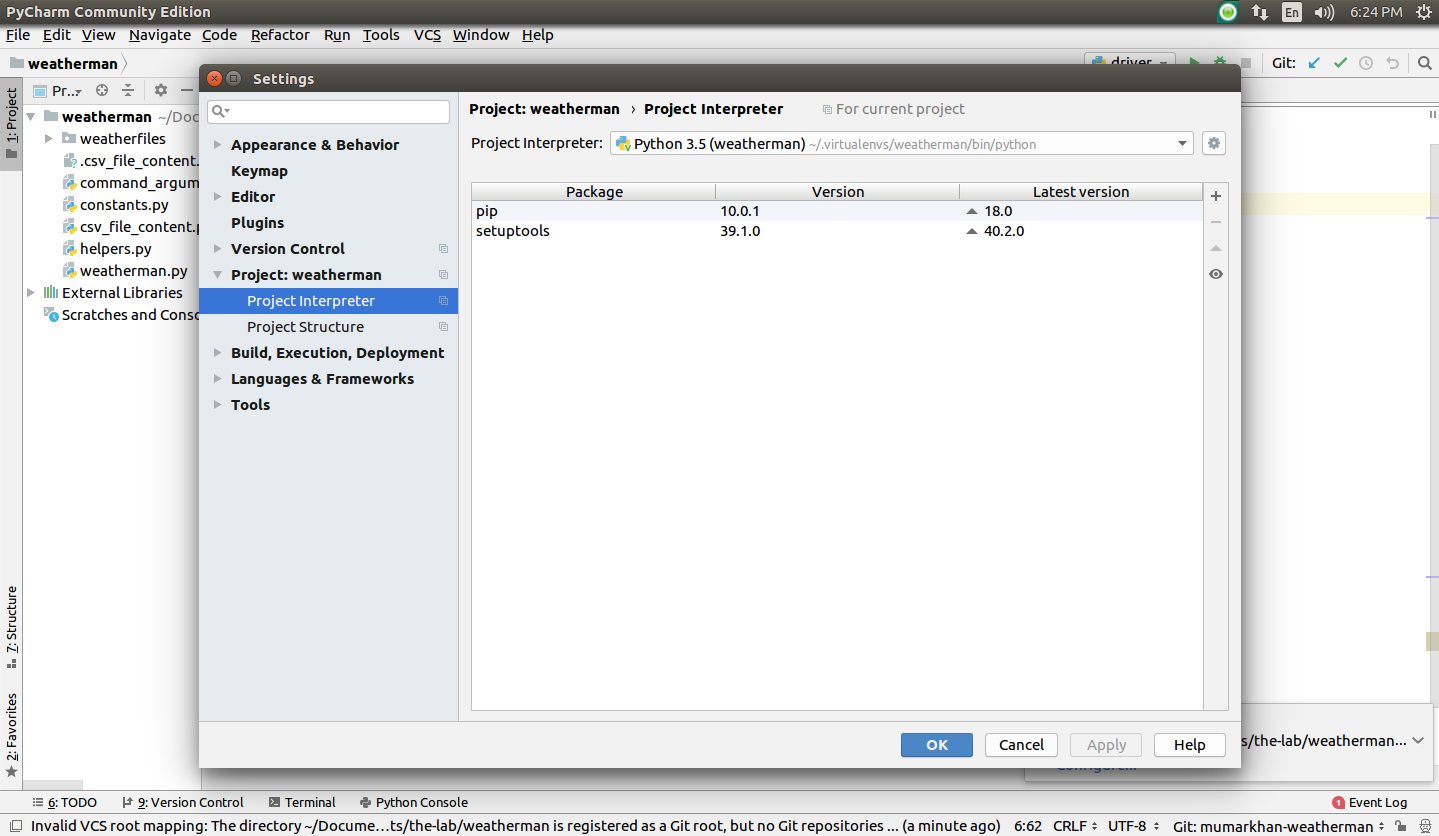 PyCharm Community Edition
En
6:24 PM
File Edit View Navigate Code Refactor Run Tools VCS Window Help
weatherman
driver
Git:
1: Project
7: Structure
2: Favorites
Pr...
weatherman ~/Doc
weatherfiles
.csv_file_content.
command_argum
constants.py
csv_file_content.p
helpers.py
weatherman.py
External Libraries
Scratches and Conso
Settings
Appearance & Behavior
Keymap
Editor
Plugins
Version Control
Project: weatherman
Project Interpreter
Project Structure
Build, Execution, Deployment
Languages & Frameworks
Tools
Project: weatherman › Project Interpreter For current project
Project Interpreter: Python 3.5 (weatherman) ~/.virtualenvs/weatherman/bin/python
Package Version Latest version
pip 10.0.1 18.0
setuptools 39.1.0 40.2.0
OK Cancel Apply Help
s/the-lab/weatherman...
Configure...
6: TODO 9: Version Control Terminal Python Console
1 Event Log
Invalid VCS root mapping: The directory ~/Docume...ts/the-lab/weatherman is registered as a Git root, but no Git repositories ... (a minute ago) 6:62 CRLF UTF-8 Git: mumarkhan-weatherman